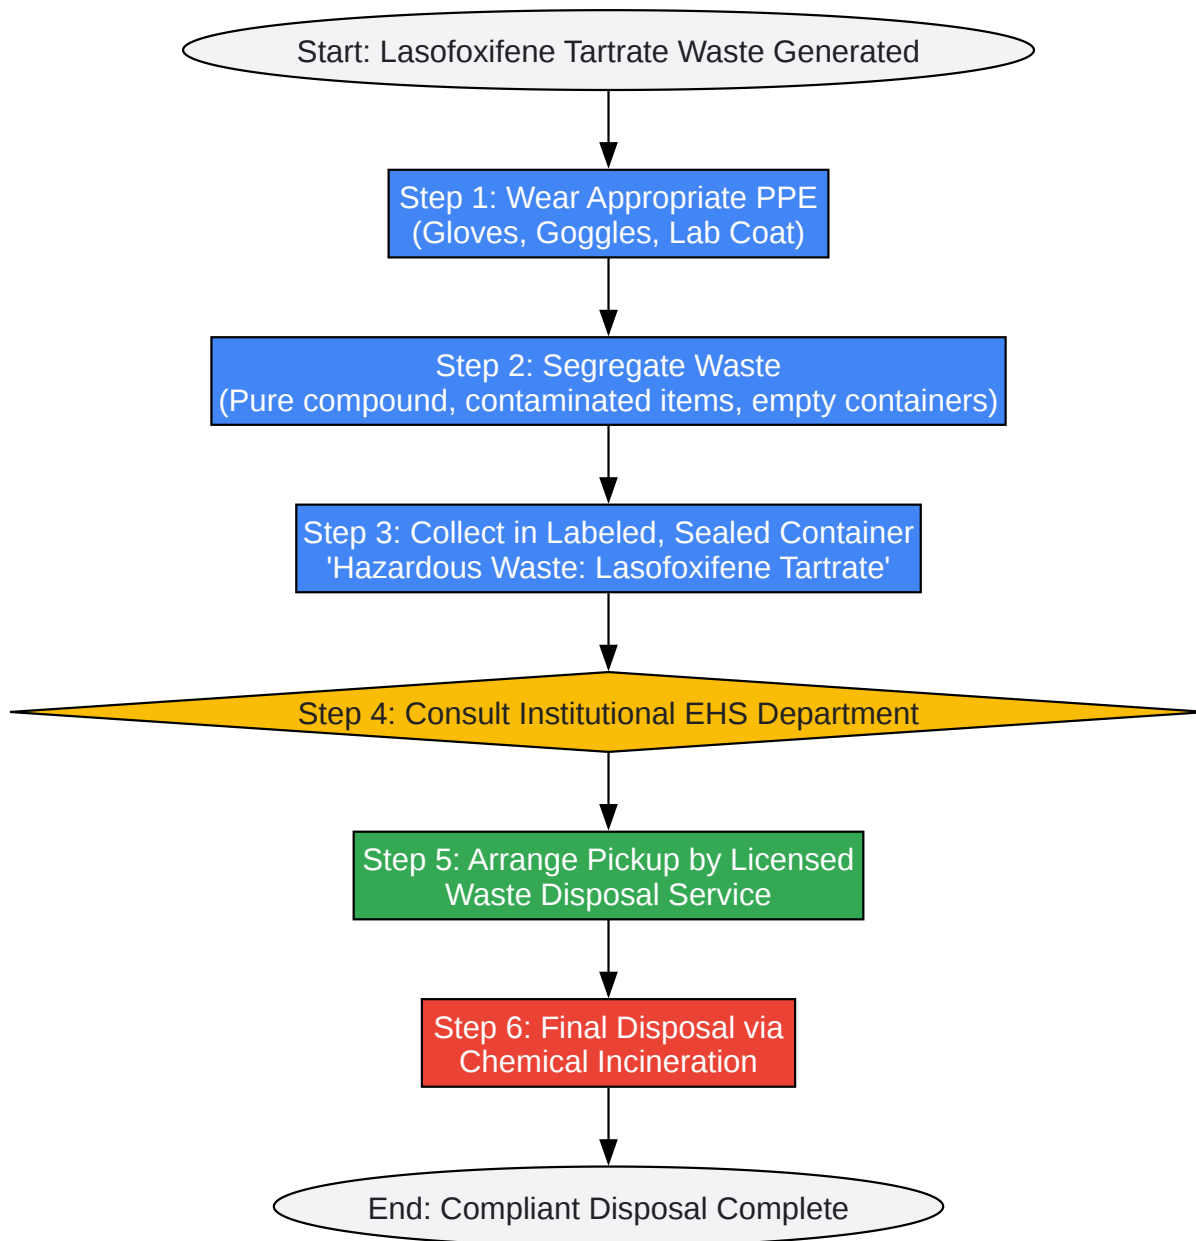 Start: Lasofoxifene Tartrate Waste Generated
Step 1: Wear Appropriate PPE
(Gloves, Goggles, Lab Coat)
Step 2: Segregate Waste
(Pure compound, contaminated items, empty containers)
Step 3: Collect in Labeled, Sealed Container
'Hazardous Waste: Lasofoxifene Tartrate'
Step 4: Consult Institutional EHS Department
Step 5: Arrange Pickup by Licensed
Waste Disposal Service
Step 6: Final Disposal via
Chemical Incineration
End: Compliant Disposal Complete